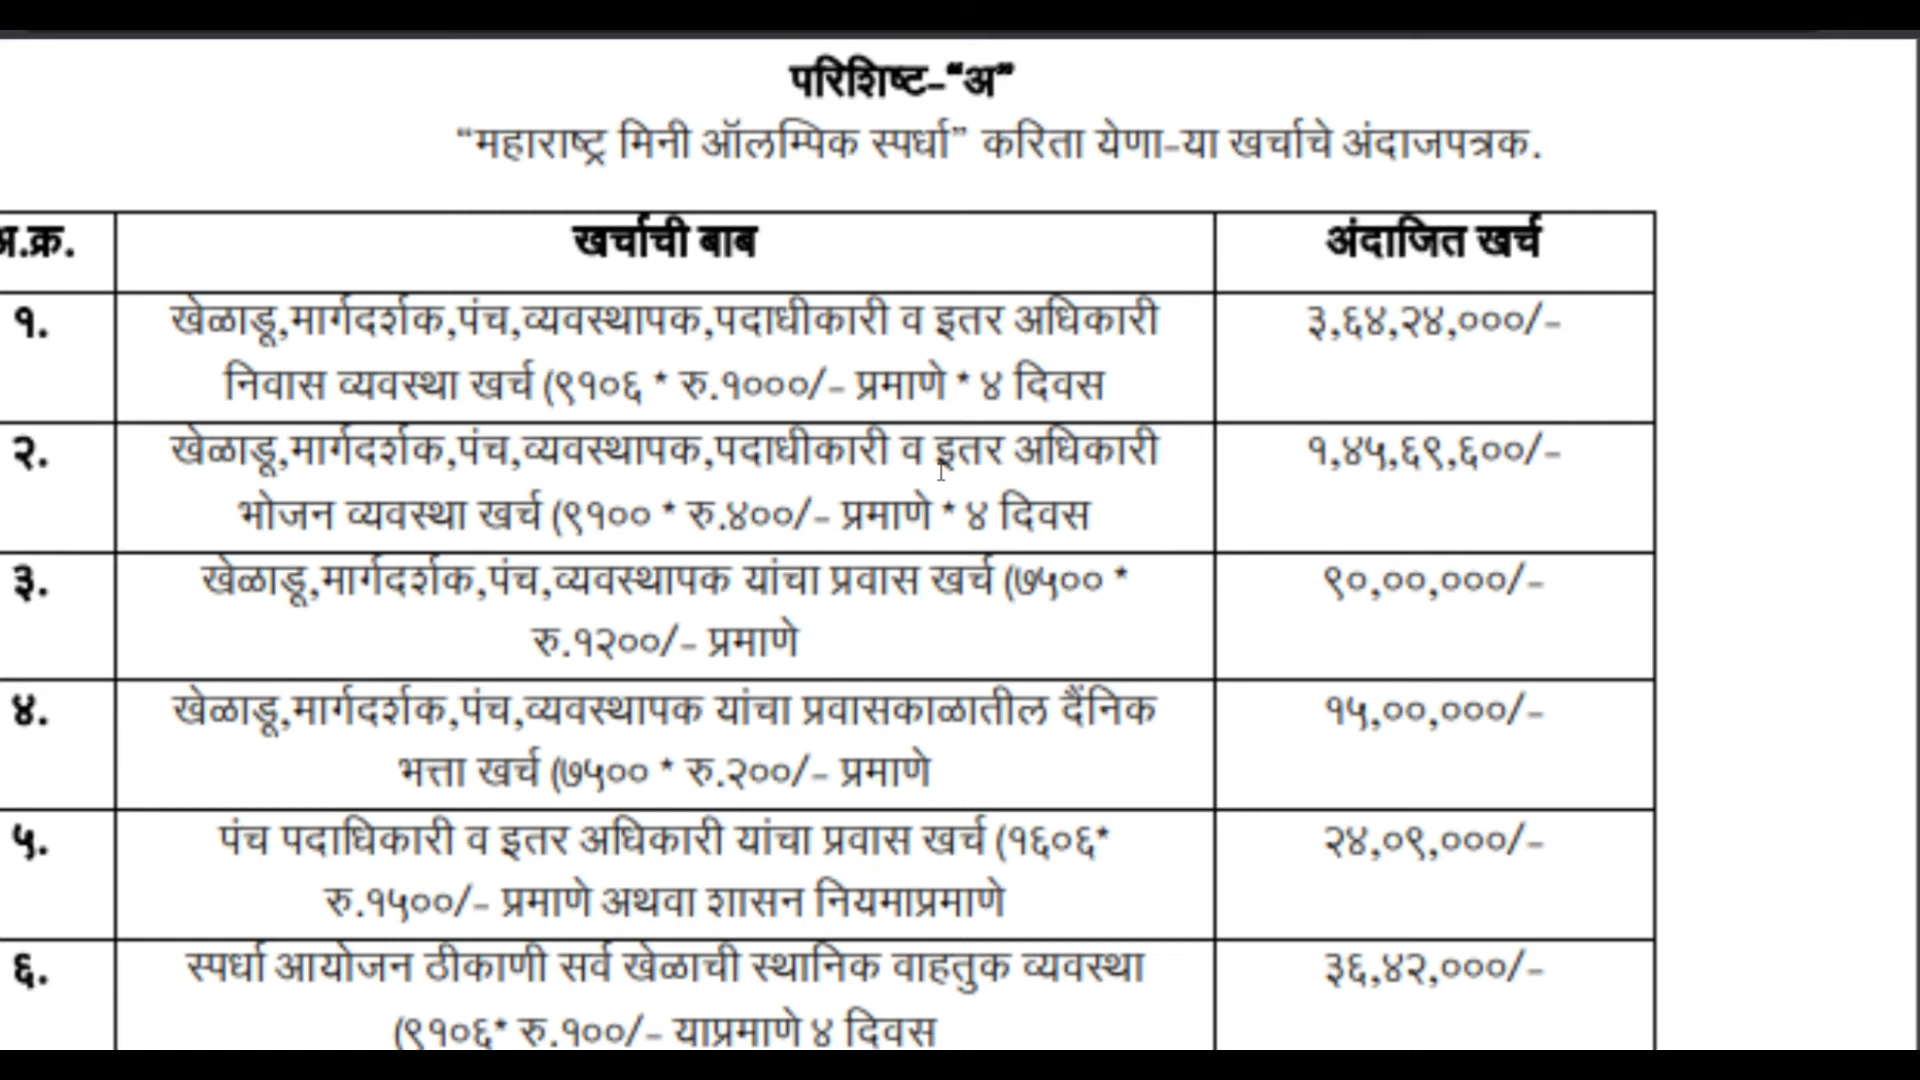 परिशिष्ट-“अ”
“महाराष्ट्र मिनी ऑलम्पिक स्पर्धा” करिता येणा-या खर्चाचे अंदाजपत्रक.
अ.क्र. खर्चाची बाब अंदाजित खर्च
१. खेळाडू,मार्गदर्शक,पंच,व्यवस्थापक,पदाधीकारी व इतर अधिकारी ३,६४,२४,०००/-
निवास व्यवस्था खर्च (९१०६ * रु.१०००/- प्रमाणे * ४ दिवस
२. खेळाडू,मार्गदर्शक,पंच,व्यवस्थापक,पदाधीकारी व इतर अधिकारी १,४५,६९,६००/-
भोजन व्यवस्था खर्च (९१०० * रु.४००/- प्रमाणे * ४ दिवस
३. खेळाडू,मार्गदर्शक,पंच,व्यवस्थापक यांचा प्रवास खर्च (७५०० * ९०,००,०००/-
रु.१२००/- प्रमाणे
४. खेळाडू,मार्गदर्शक,पंच,व्यवस्थापक यांचा प्रवासकाळातील दैंनिक १५,००,०००/-
भत्ता खर्च (७५०० * रु.२००/- प्रमाणे
५. पंच पदाधिकारी व इतर अधिकारी यांचा प्रवास खर्च (१६०६* २४,०९,०००/-
रु.१५००/- प्रमाणे अथवा शासन नियमाप्रमाणे
६. स्पर्धा आयोजन ठीकाणी सर्व खेळाची स्थानिक वाहतुक व्यवस्था ३६,४२,०००/-
(९१०६* रु.१००/- याप्रमाणे ४ दिवस